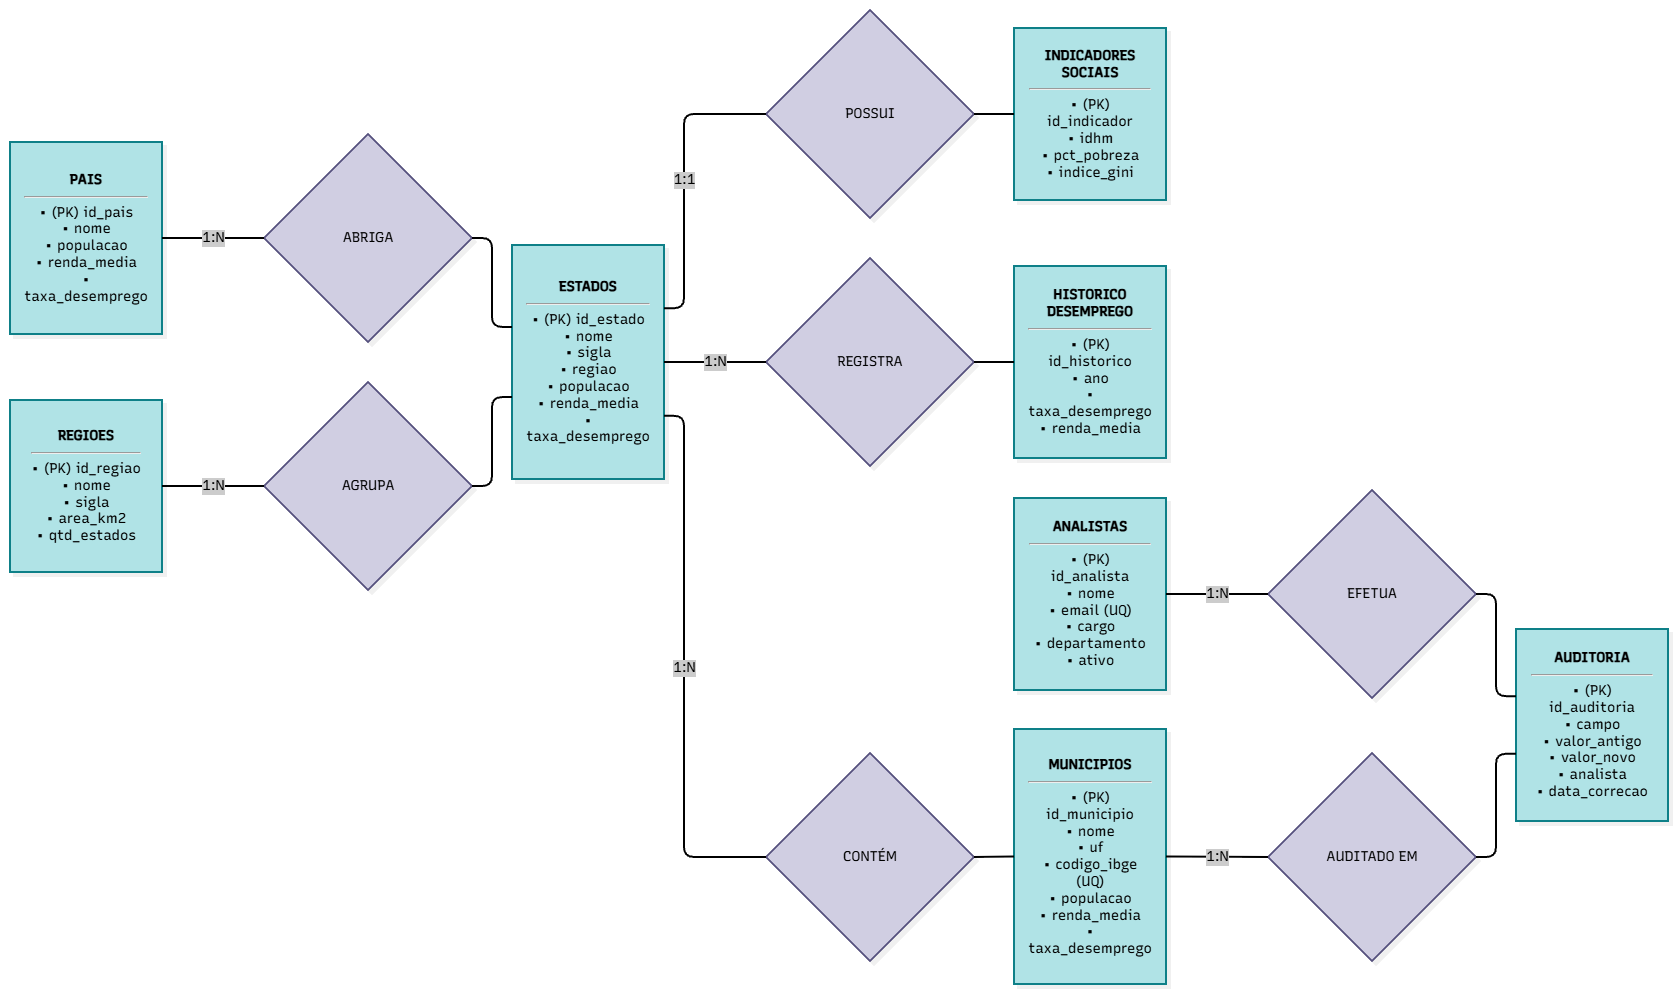 PAIS
▪ (PK) id_pais
▪ nome
▪ populacao
▪ renda_media
▪
taxa_desemprego
1:N
ABRIGA
REGIOES
▪ (PK) id_regiao
▪ nome
▪ sigla
▪ area_km2
▪ qtd_estados
1:N
AGRUPA
ESTADOS
▪ (PK) id_estado
▪ nome
▪ sigla
▪ regiao
▪ populacao
▪ renda_media
▪
taxa_desemprego
1:1
POSSUI
INDICADORES
SOCIAIS
▪ (PK)
id_indicador
▪ idhm
▪ pct_pobreza
▪ indice_gini
1:N
REGISTRA
HISTORICO
DESEMPREGO
▪ (PK)
id_historico
▪ ano
▪
taxa_desemprego
▪ renda_media
1:N
CONTÉM
MUNICIPIOS
▪ (PK)
id_municipio
▪ nome
▪ uf
▪ codigo_ibge
(UQ)
▪ populacao
▪ renda_media
▪
taxa_desemprego
ANALISTAS
▪ (PK)
id_analista
▪ nome
▪ email (UQ)
▪ cargo
▪ departamento
▪ ativo
1:N
EFETUA
1:N
AUDITADO EM
AUDITORIA
▪ (PK)
id_auditoria
▪ campo
▪ valor_antigo
▪ valor_novo
▪ analista
▪ data_correcao